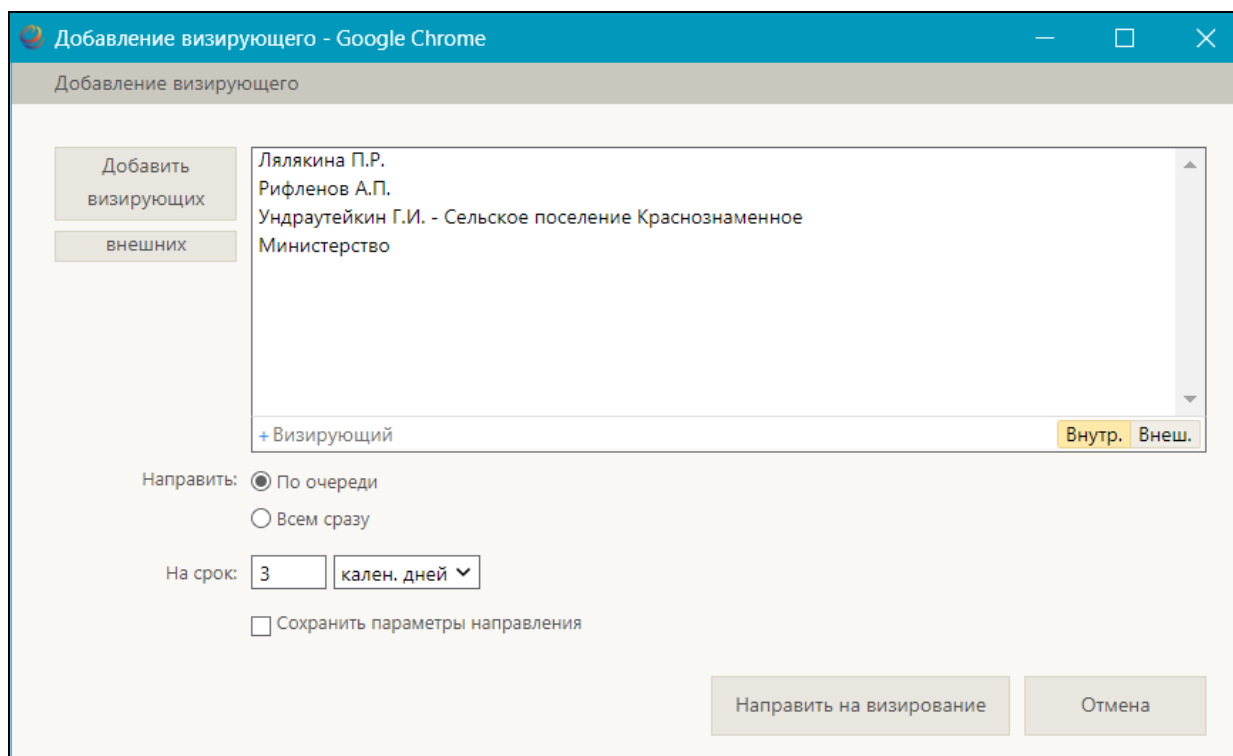 Добавление визирующего - Google Chrome
Добавление визирующего
Добавить
визирующих
внешних
Лялякина П.Р.
Рифленов А.П.
Ундраутейкин Г.И. - Сельское поселение Краснознаменное
Министерство
+Визирующий Внутр. Внеш.
Направить: По очереди
Всем сразу
На срок: 3 кален. дней
Сохранить параметры направления
Направить на визирование Отмена